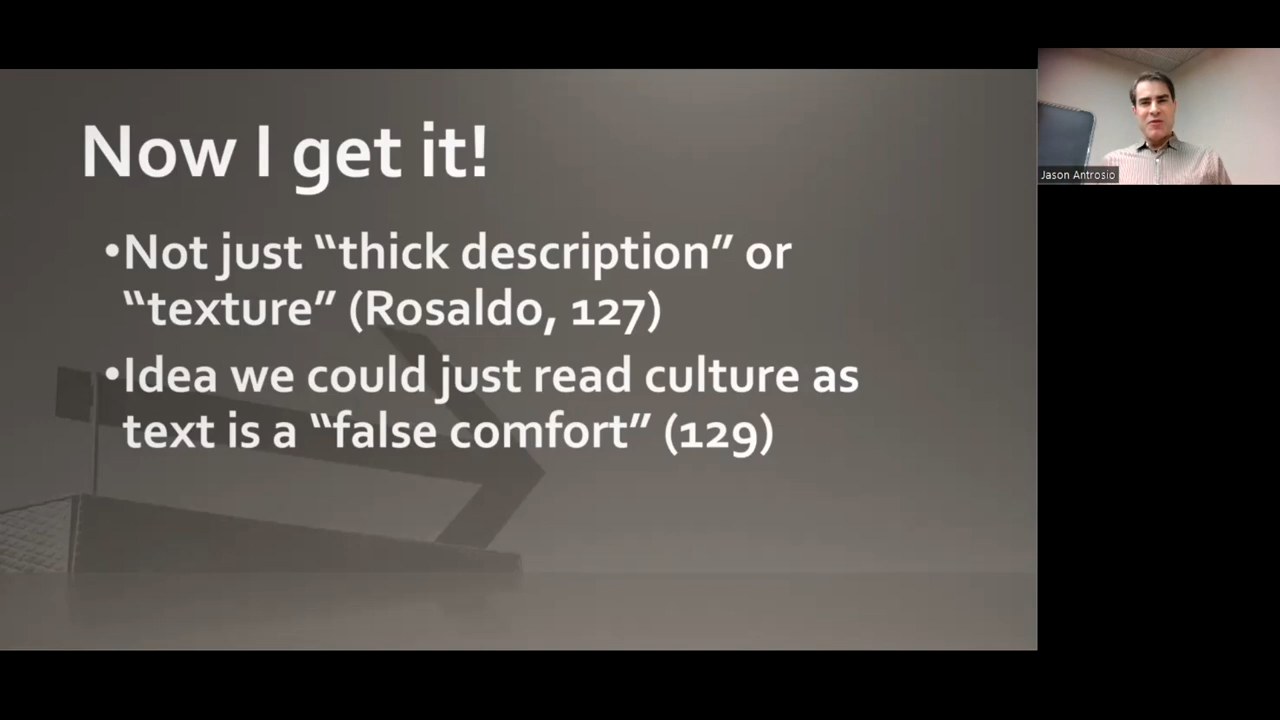 Now I get it!
•Not just “thick description” or
“texture” (Rosaldo, 127)
•Idea we could just read culture as
text is a “false comfort” (129)
Jason Antrosio